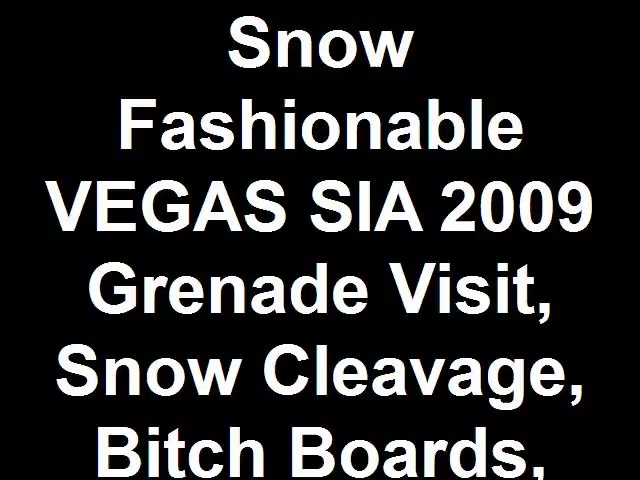 Snow
Fashionable
VEGAS SIA 2009
Grenade Visit,
Snow Cleavage,
Bitch Boards,